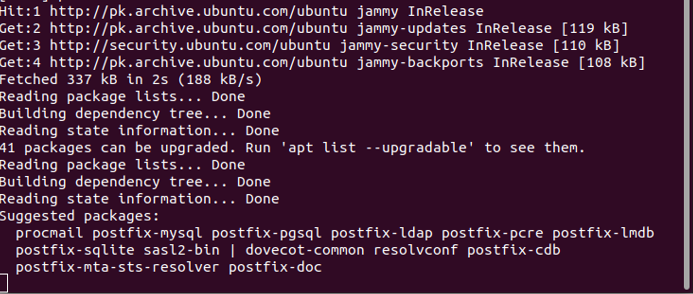 Hit:1 http://pk.archive.ubuntu.com/ubuntu jammy InRelease
Get:2 http://pk.archive.ubuntu.com/ubuntu jammy-updates InRelease [119 kB]
Get:3 http://security.ubuntu.com/ubuntu jammy-security InRelease [110 kB]
Get:4 http://pk.archive.ubuntu.com/ubuntu jammy-backports InRelease [108 kB]
Fetched 337 kB in 2s (188 kB/s)
Reading package lists... Done
Building dependency tree... Done
Reading state information... Done
41 packages can be upgraded. Run 'apt list --upgradable' to see them.
Reading package lists... Done
Building dependency tree... Done
Reading state information... Done
Suggested packages:
  procmail postfix-mysql postfix-pgsql postfix-ldap postfix-pcre postfix-lmdb
  postfix-sqlite sasl2-bin | dovecot-common resolvconf postfix-cdb
  postfix-mta-sts-resolver postfix-doc